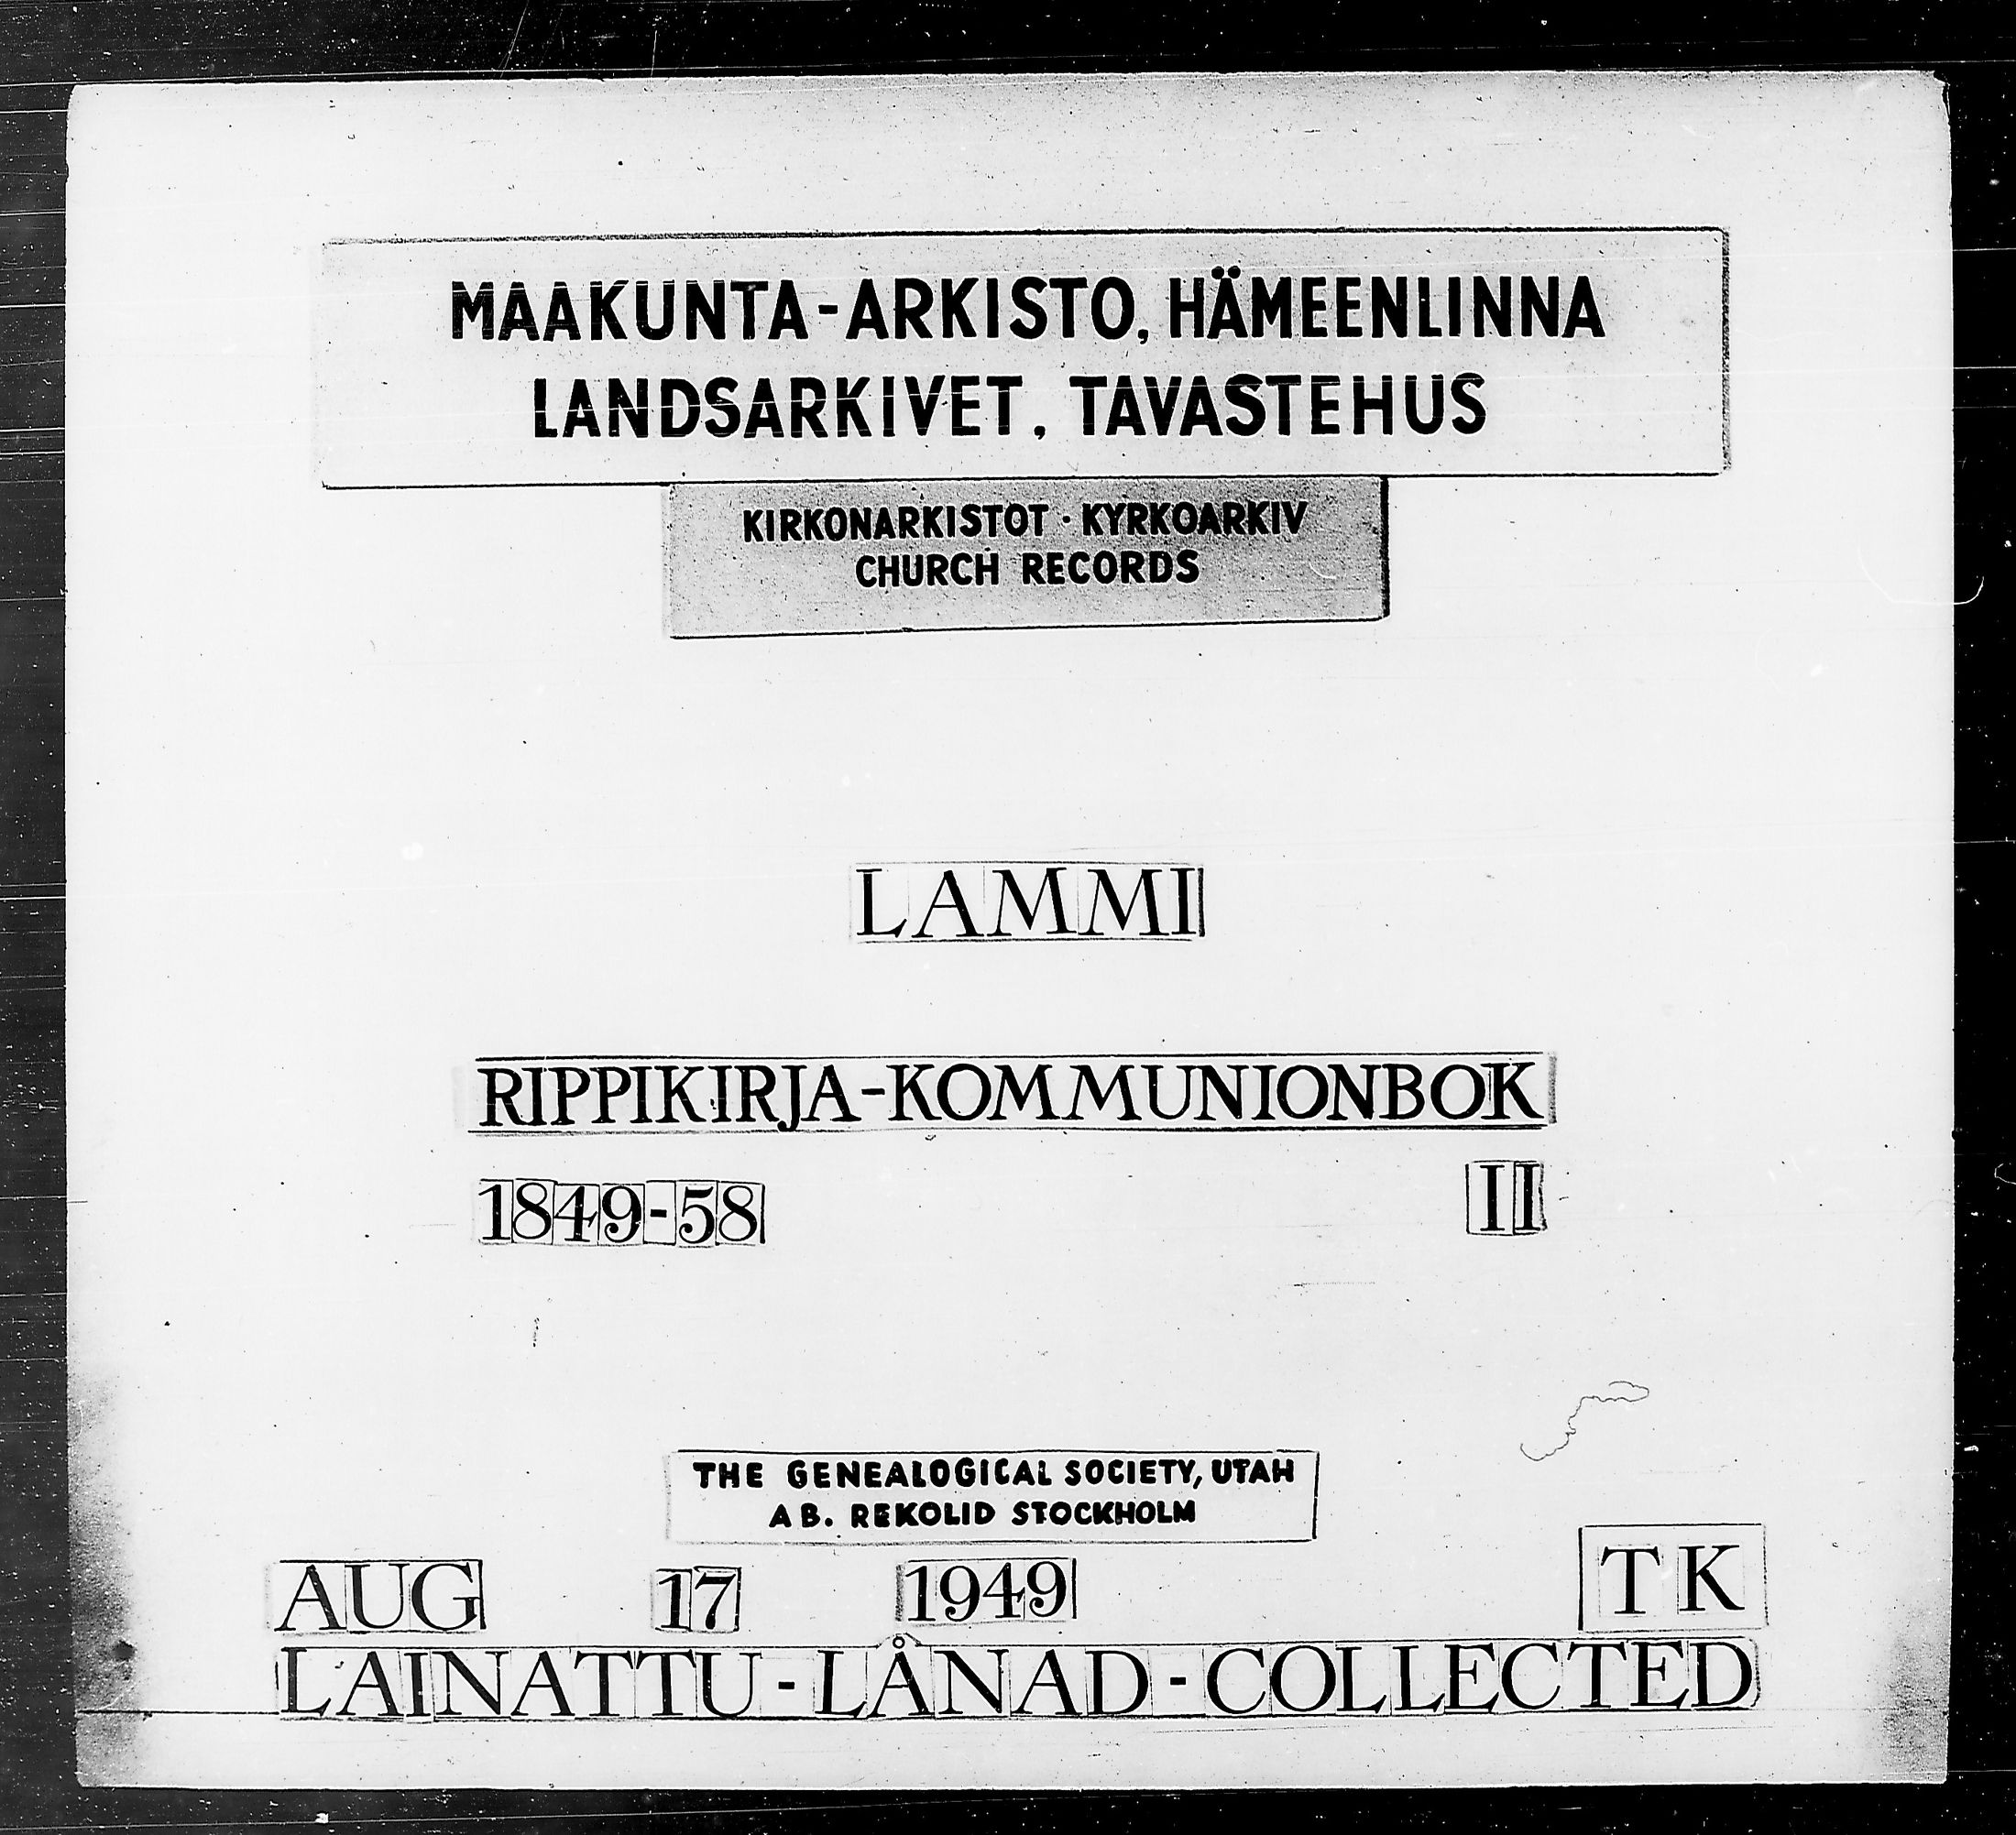 MAAKUNTA-ARKISTO, HÄMEENLINNA
LANDSARKIVET, TAVASTEHUS
KIRKONARKISTOT · KYRKOARKIV
CHURCH RECORDS
LAMMI
RIPPIKIRJA-KOMMUNIONBOK
1849-58 II
THE GENEALOGICAL SOCIETY, UTAH
AB. REKOLID STOCKHOLM
AUG 17 1949 TK
LAINATTU-LÅNAD-COLLECTED